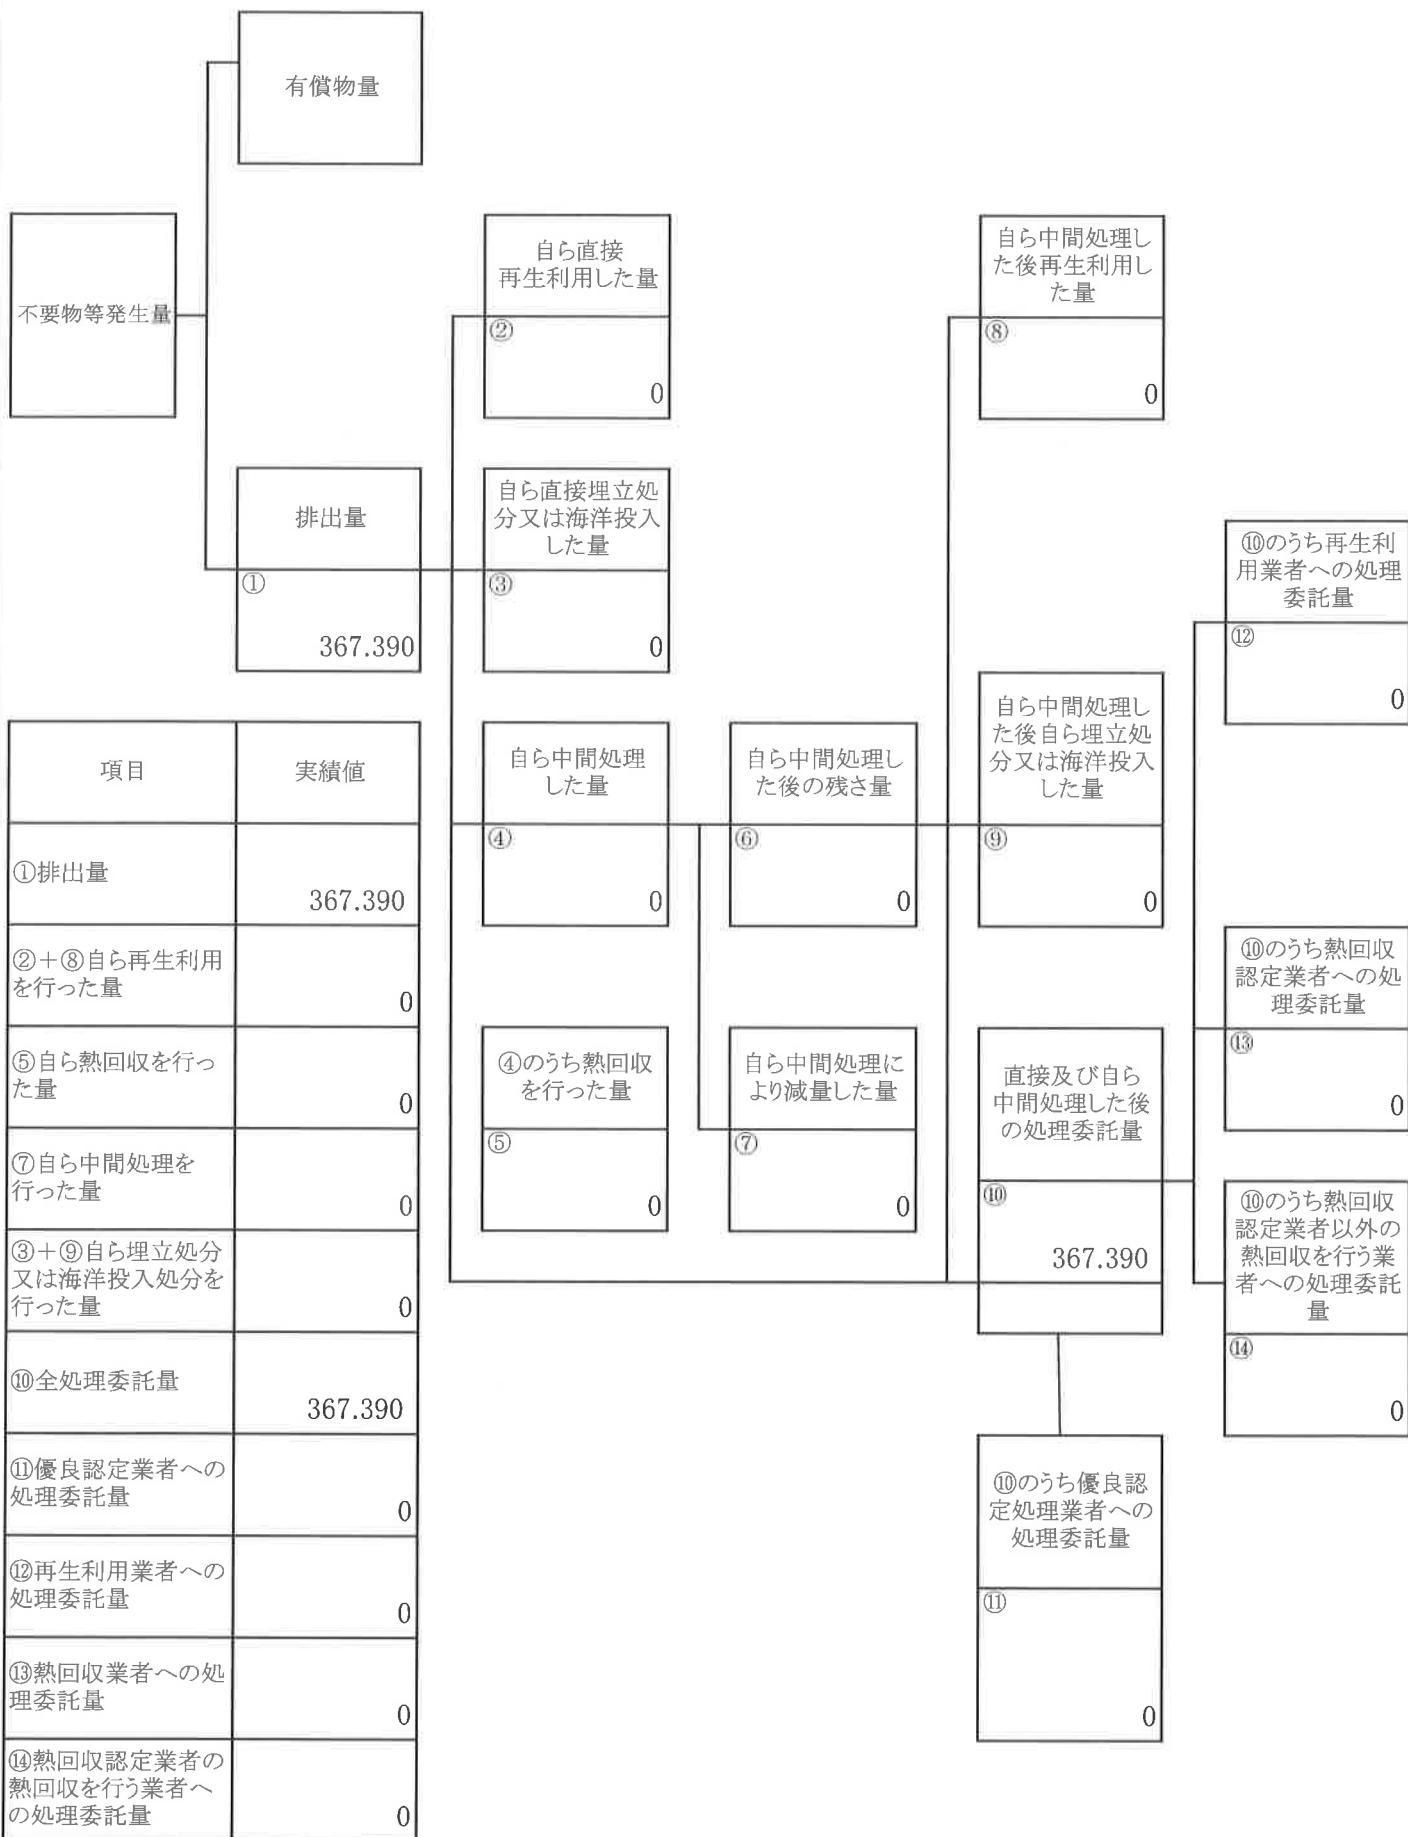 有償物量
不要物等発生量
自ら直接
再生利用した量
②
0
自ら中間処理し
た後再生利用し
た量
⑧
0
排出量
①
367.390
自ら直接埋立処
分又は海洋投入
した量
③
0
⑩のうち再生利
用業者への処理
委託量
⑫
0
自ら中間処理
した量
④
0
自ら中間処理し
た後の残さ量
⑥
0
自ら中間処理し
た後自ら埋立処
分又は海洋投入
した量
⑨
0
⑩のうち熱回収
認定業者への処
理委託量
⑬
0
④のうち熱回収
を行った量
⑤
0
自ら中間処理に
より減量した量
⑦
0
直接及び自ら
中間処理した後
の処理委託量
⑩
367.390
⑩のうち熱回収
認定業者以外の
熱回収を行う業
者への処理委託
量
⑭
0
⑩のうち優良認
定処理業者への
処理委託量
⑪
0
項目
実績値
①排出量
367.390
②＋⑧自ら再生利用
を行った量
0
⑤自ら熱回収を行っ
た量
0
⑦自ら中間処理を
行った量
0
③＋⑨自ら埋立処分
又は海洋投入処分を
行った量
0
⑩全処理委託量
367.390
⑪優良認定業者への
処理委託量
0
⑫再生利用業者への
処理委託量
0
⑬熱回収業者への処
理委託量
0
⑭熱回収認定業者の
熱回収を行う業者へ
の処理委託量
0